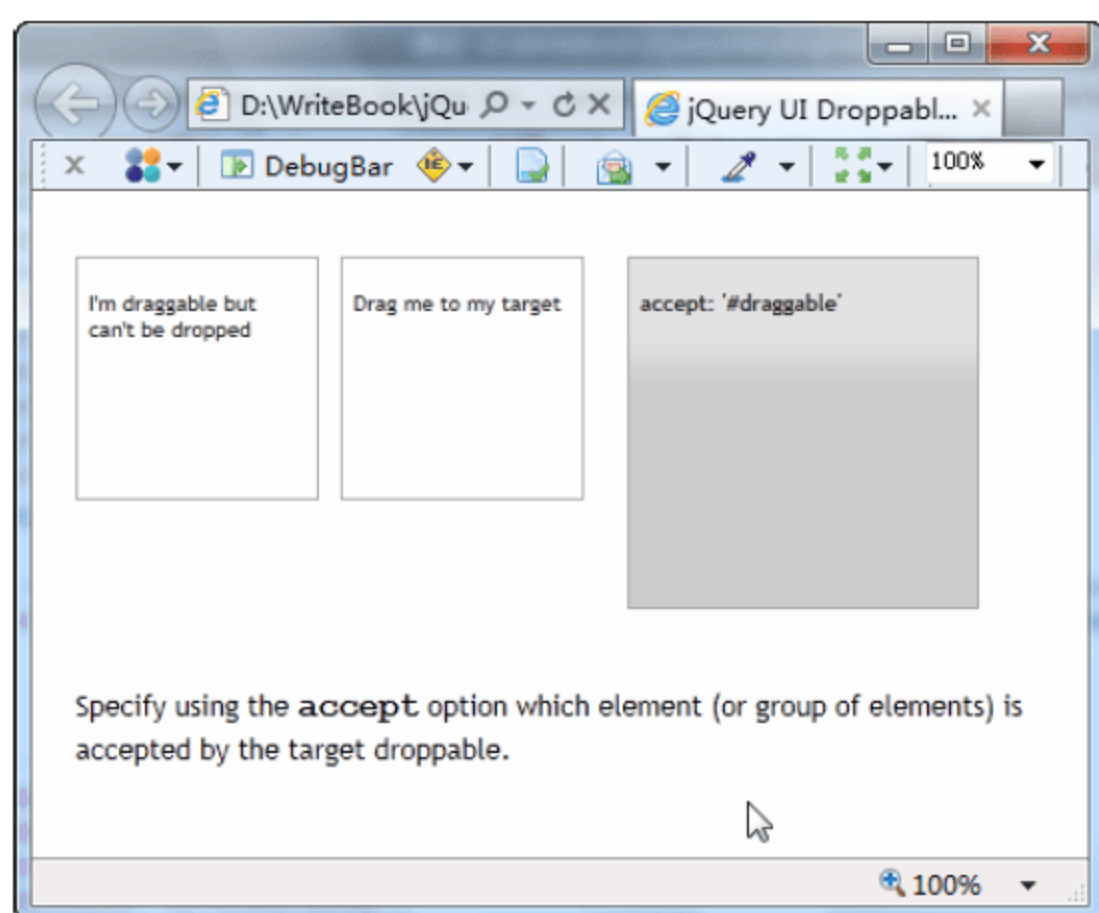 D:\WriteBook\jQu
jQuery UI Droppabl...
DebugBar
100%
I'm draggable but
can't be dropped
Drag me to my target
accept: '#draggable'
Specify using the accept option which element (or group of elements) is
accepted by the target droppable.
100%